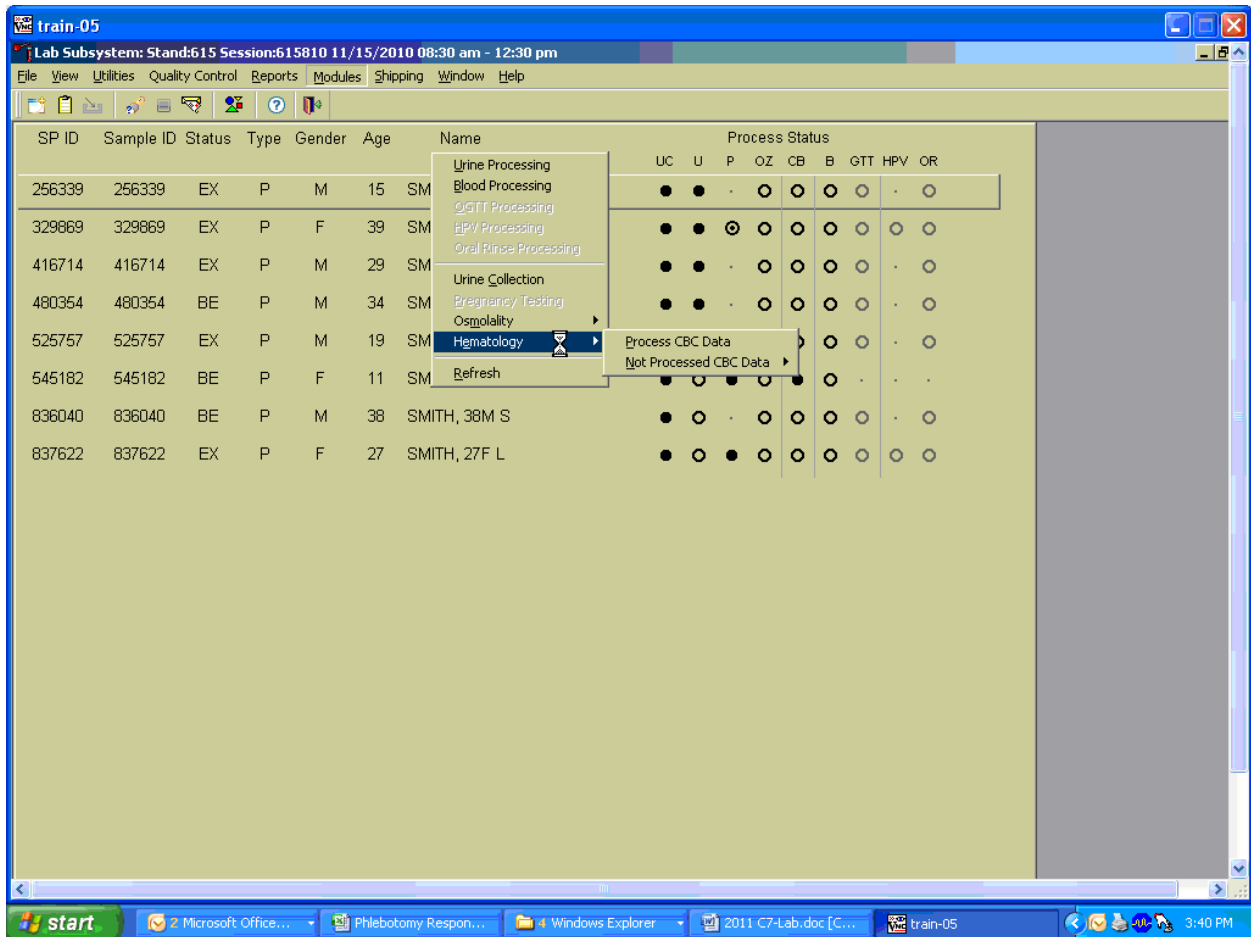 train-05
Lab Subsystem: Stand:615 Session:615810 11/15/2010 08:30 am - 12:30 pm
File View Utilities Quality Control Reports Modules Shipping Window Help
SP ID Sample ID Status Type Gender Age Name Process Status
UC U P OZ CB B GTT HPV OR
256339 256339 EX P M 15 SM
329869 329869 EX P F 39 SM
416714 416714 EX P M 29 SM
480354 480354 BE P M 34 SM
525757 525757 EX P M 19 SM
545182 545182 BE P F 11 SM
836040 836040 BE P M 38 SMITH, 38M S
837622 837622 EX P F 27 SMITH, 27F L
Urine Processing
Blood Processing
OGTT Processing
HPV Processing
Oral Rinse Processing
Urine Collection
Pregnancy Testing
Osmolality
Hematology
Refresh
Process CBC Data
Not Processed CBC Data
start 2 Microsoft Office... Phlebotomy Respon... 4 Windows Explorer 2011 C7-Lab.doc [C... train-05 3:40 PM